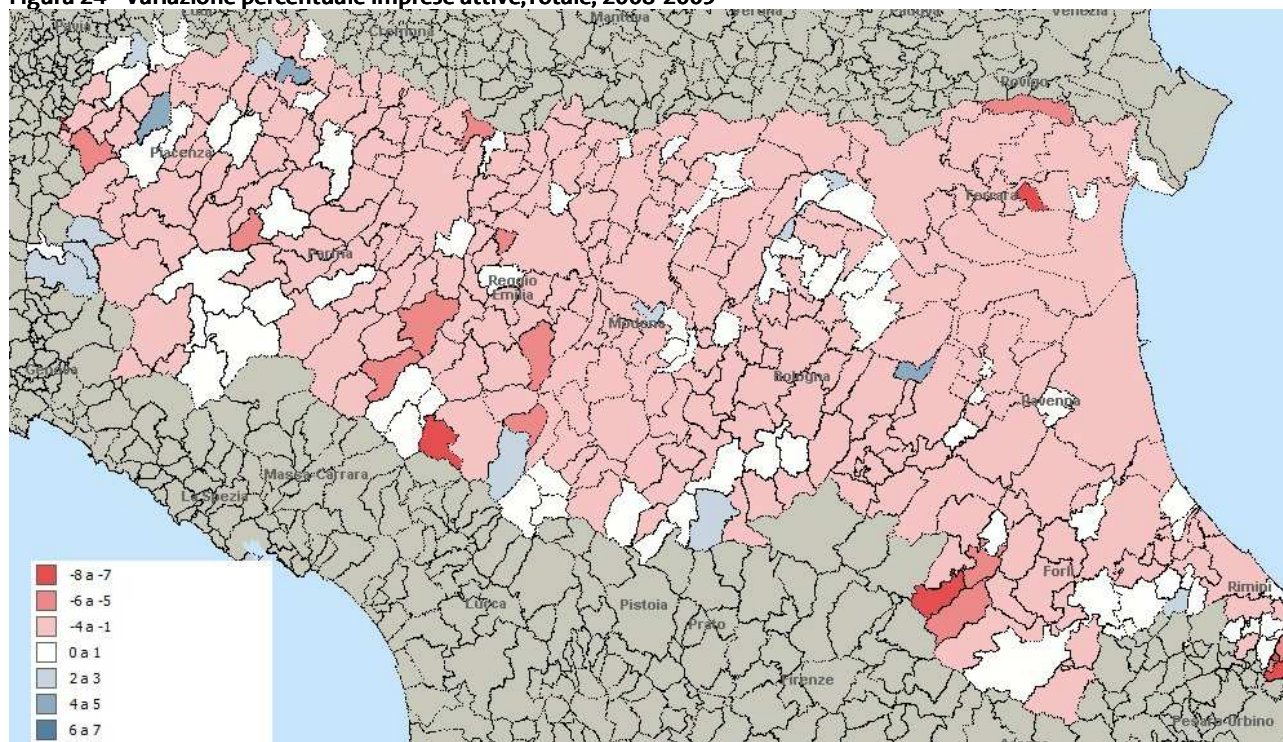 Figura 24 - Variazione percentuale imprese attive, Totale, 2008-2009
Pavia
Cremona
Mantova
Verona
Venezia
Rovigo
Piacenza
Ferrara
Parma
Reggio
Emilia
Modena
Genova
Bologna
Ravenna
Massa-Carrara
La Spezia
Forlì
Rimini
Lucca
Pistoia
Prato
Firenze
Pesaro-Urbino
-8 a -7
-6 a -5
-4 a -1
0 a 1
2 a 3
4 a 5
6 a 7